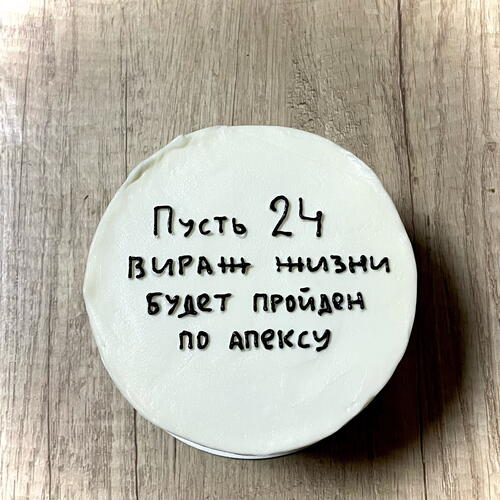 Пусть 24
вираж жизни
будет пройден
по апексу